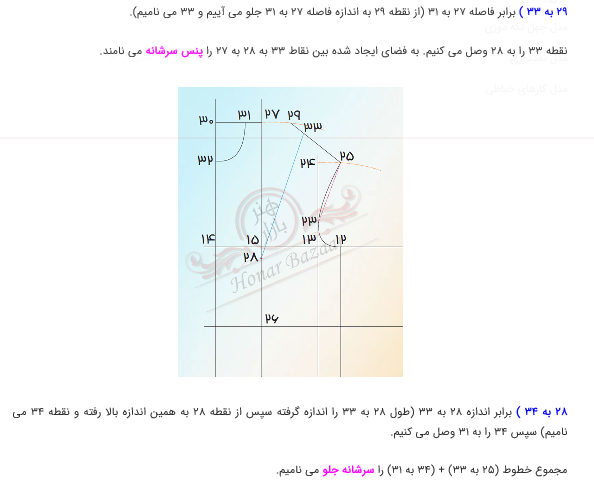 ۲۹ به ۳۳ ) برابر فاصله ۲۷ به ۳۱ (از نقطه ۲۹ به اندازه فاصله ۲۷ به ۳۱ جلو می آییم و ۳۳ می نامیم).
نقطه ۳۳ را به ۲۸ وصل می کنیم. به فضای ایجاد شده بین نقاط ۳۳ به ۲۸ به ۲۷ را پنس سرشانه می نامند.
۳۰ ۳۱ ۲۷ ۲۹
۳۳
۳۲ ۲۴ ۲۵
هنر
بازار
۲۳
۱۴ ۱۵ ۱۳ ۱۲
۲۸
Honar Bazaar
۲۶
۲۸ به ۳۴ ) برابر اندازه ۲۸ به ۳۳ (طول ۲۸ به ۳۳ را اندازه گرفته سپس از نقطه ۲۸ به همین اندازه بالا رفته و نقطه ۳۴ می
نامیم) سپس ۳۴ را به ۳۱ وصل می کنیم.
مجموع خطوط (۲۵ به ۳۳) + (۳۴ به ۳۱) را سرشانه جلو می نامیم.